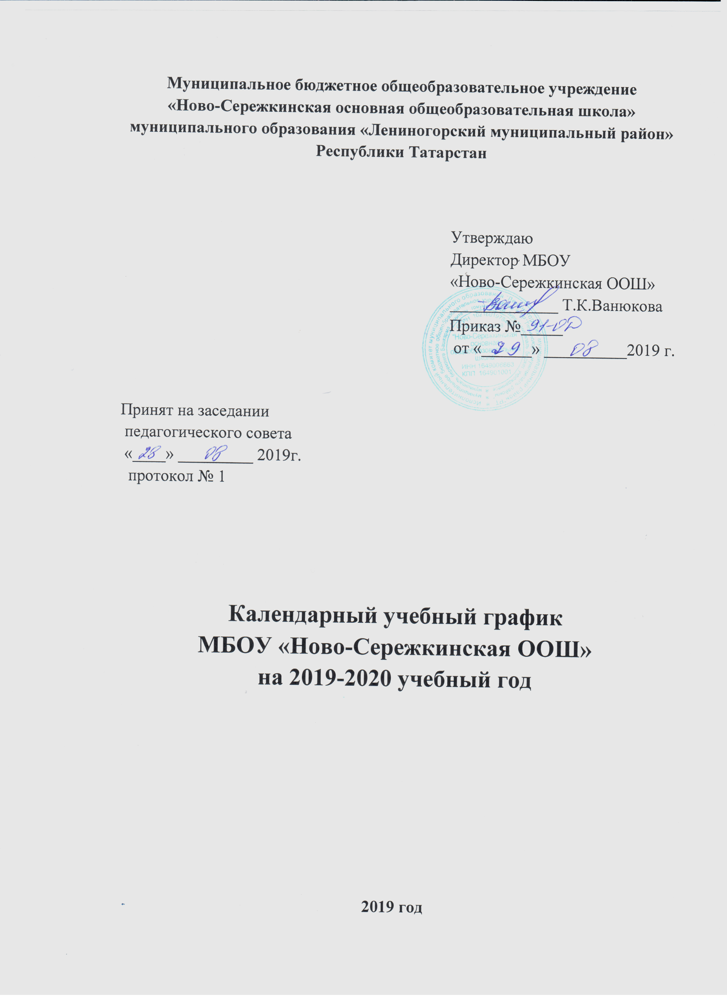 Муниципальное бюджетное общеобразовательное учреждение
«Ново-Сережкинская основная общеобразовательная школа»
муниципального образования «Лениногорский муниципальный район»
Республики Татарстан
Утверждаю
Директор МБОУ
«Ново-Сережкинская ООШ»
Т.К.Ванюкова
Приказ № 91-ОД
от «29» 08 2019 г.
"Ново-Сережкинская
основная
общеобразовательная
школа"
ИНН 1649006663
КПП 164901001
Принят на заседании
педагогического совета
«28» 08 2019г.
протокол № 1
Календарный учебный график
МБОУ «Ново-Сережкинская ООШ»
на 2019-2020 учебный год
2019 год